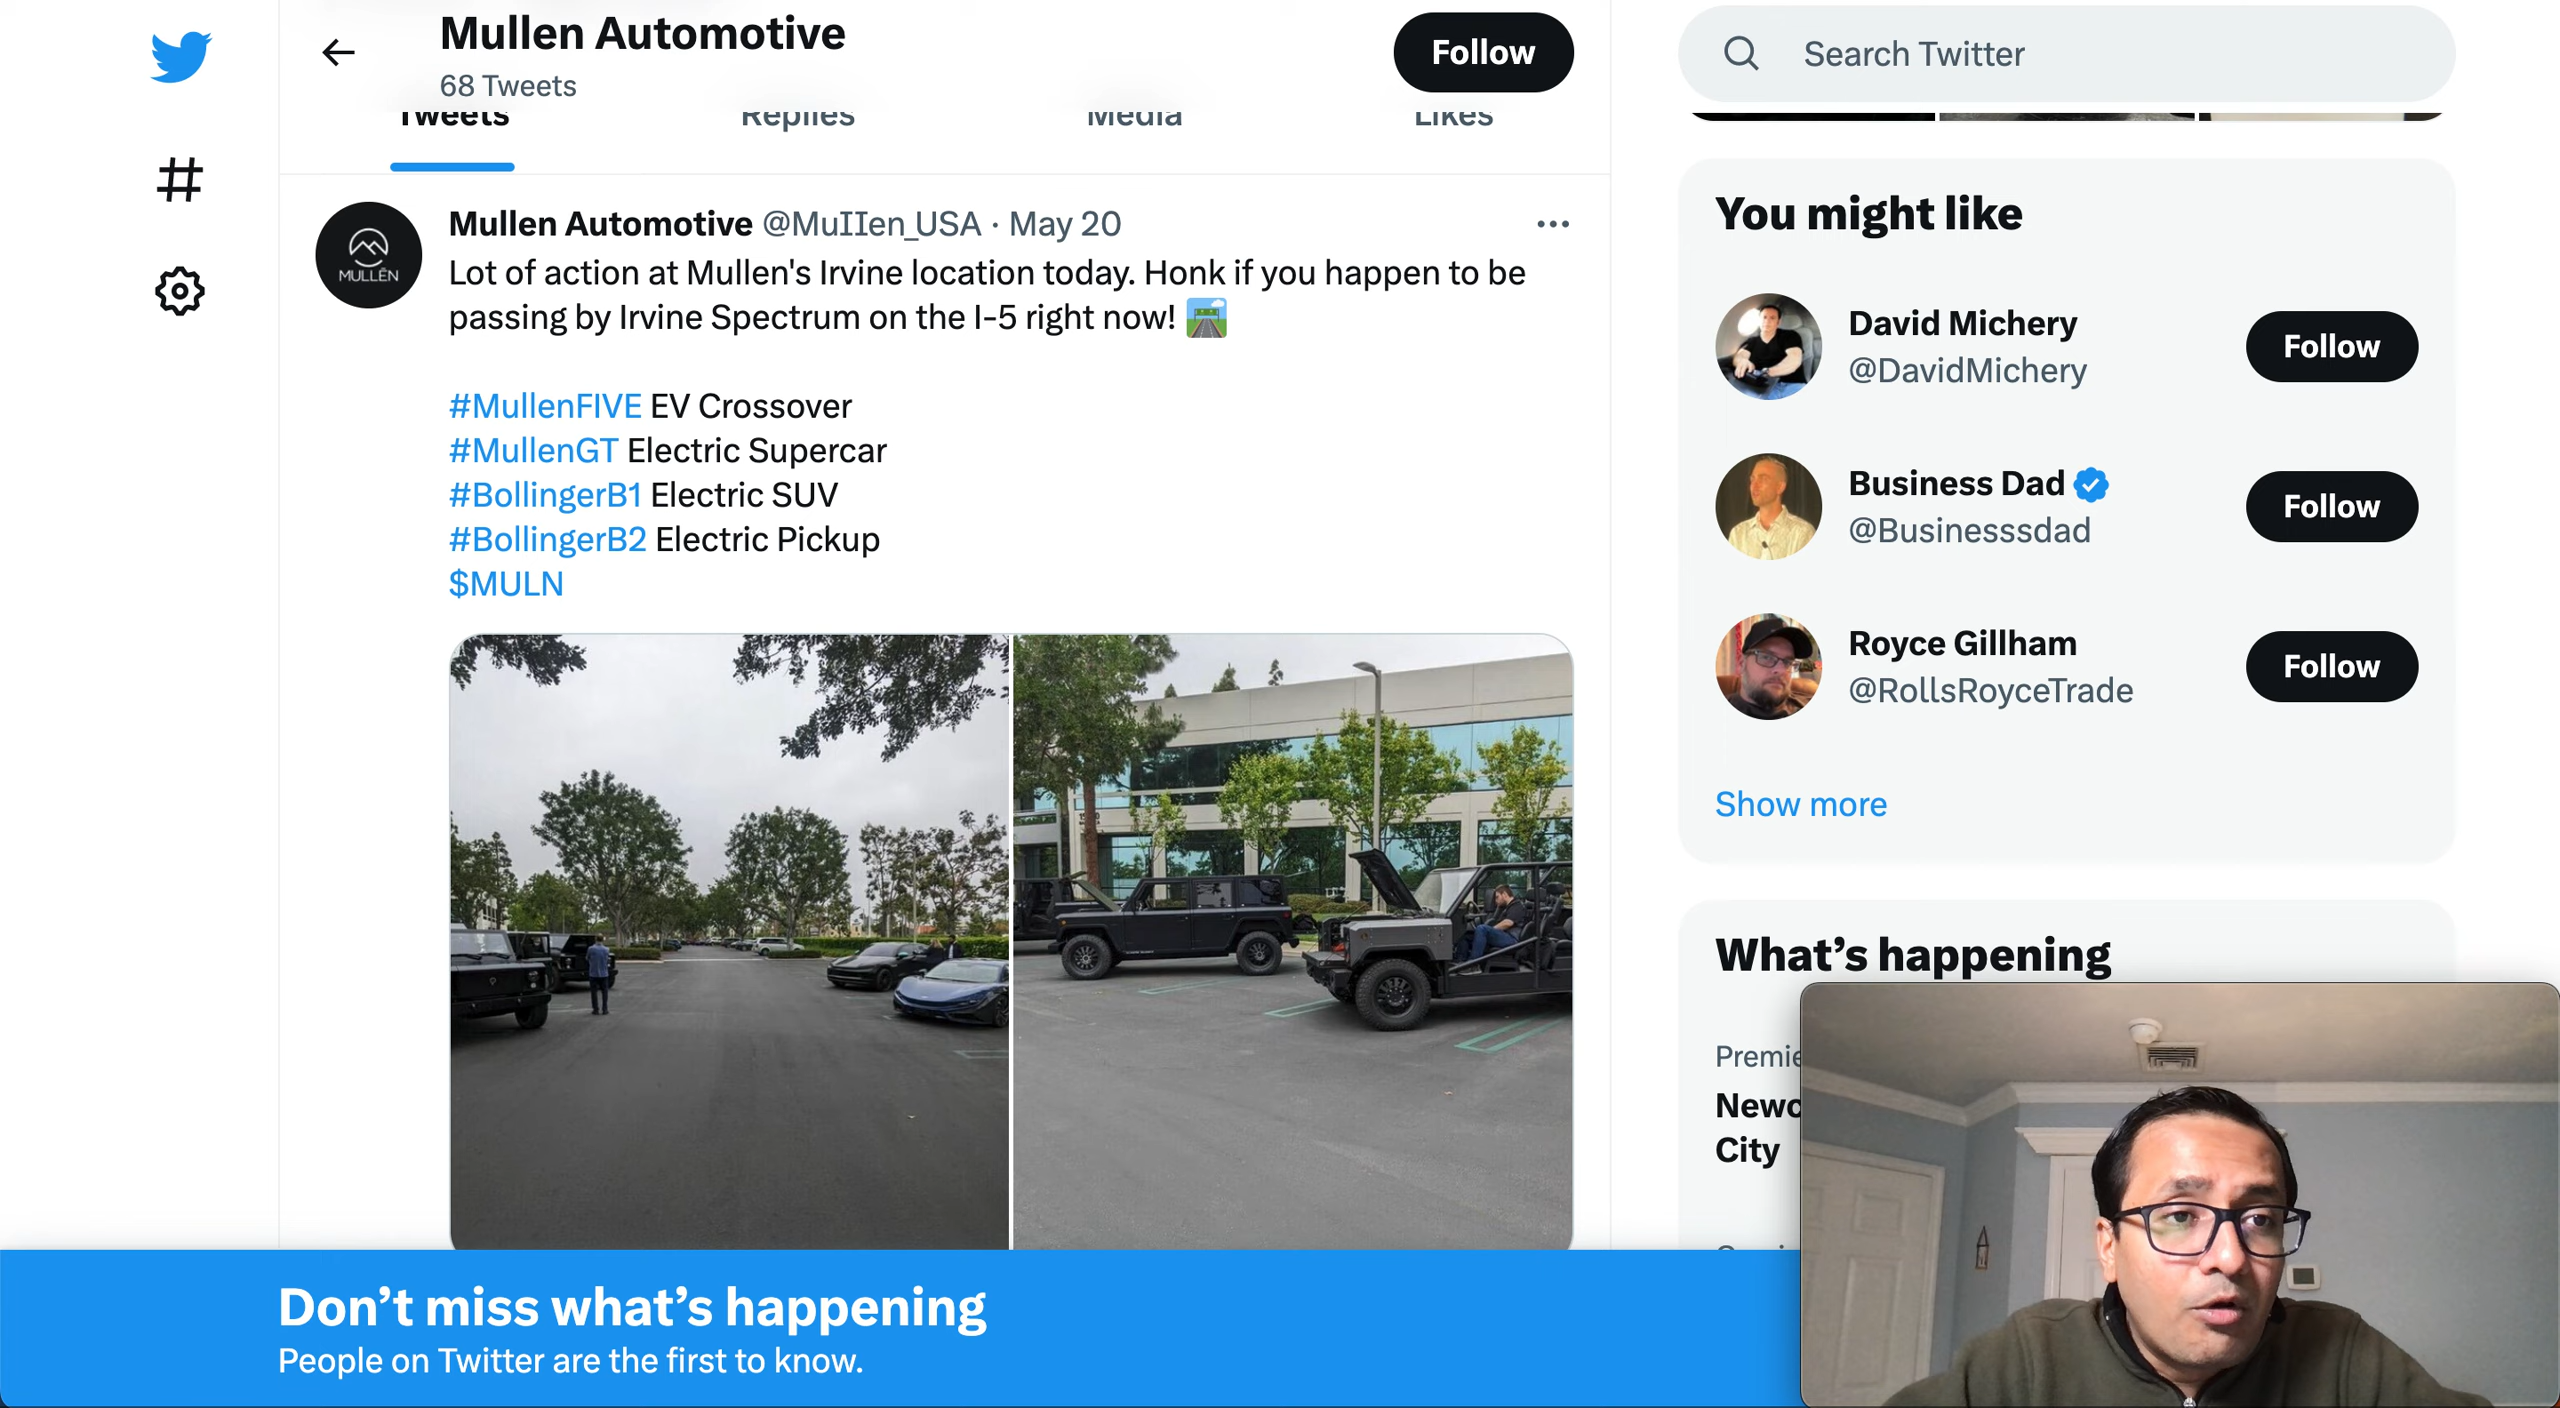 Mullen Automotive
68 Tweets
Follow
Search Twitter
Tweets
Replies
Media
Likes
MULLEN
Mullen Automotive @MuIIen_USA · May 20
Lot of action at Mullen's Irvine location today. Honk if you happen to be
passing by Irvine Spectrum on the I-5 right now!
#MullenFIVE EV Crossover
#MullenGT Electric Supercar
#BollingerB1 Electric SUV
#BollingerB2 Electric Pickup
$MULN
You might like
David Michery
@DavidMichery
Follow
Business Dad
@Businesssdad
Follow
Royce Gillham
@RollsRoyceTrade
Follow
Show more
What’s happening
Premie
Newc
City
Don’t miss what’s happening
People on Twitter are the first to know.